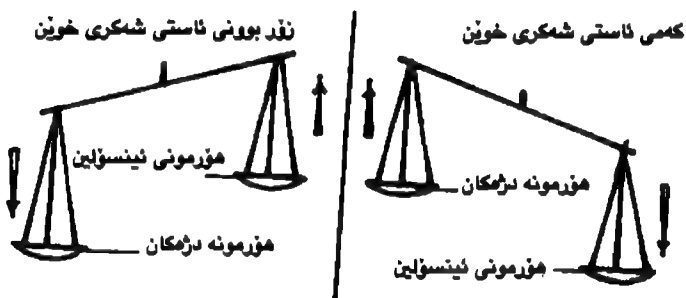 کەمی ئاستی شەکری خوێن
هۆرمونە دژەکان
هۆرمونی ئینسۆلین
زۆر بوونی ئاستی شەکری خوێن
هۆرمونی ئینسۆلین
هۆرمونە دژەکان